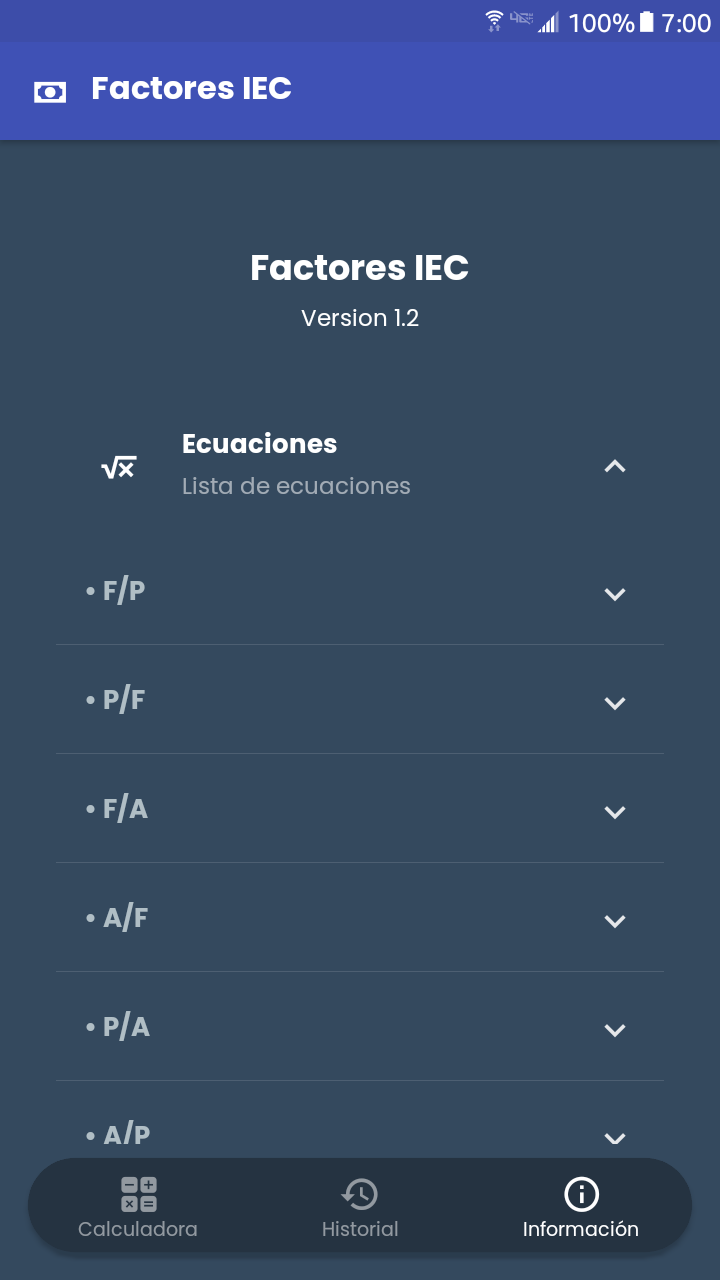 100% 7:00
Factores IEC
Factores IEC
Version 1.2
Ecuaciones
Lista de ecuaciones
• F/P
• P/F
• F/A
• A/F
• P/A
• A/P
Calculadora
Historial
Información